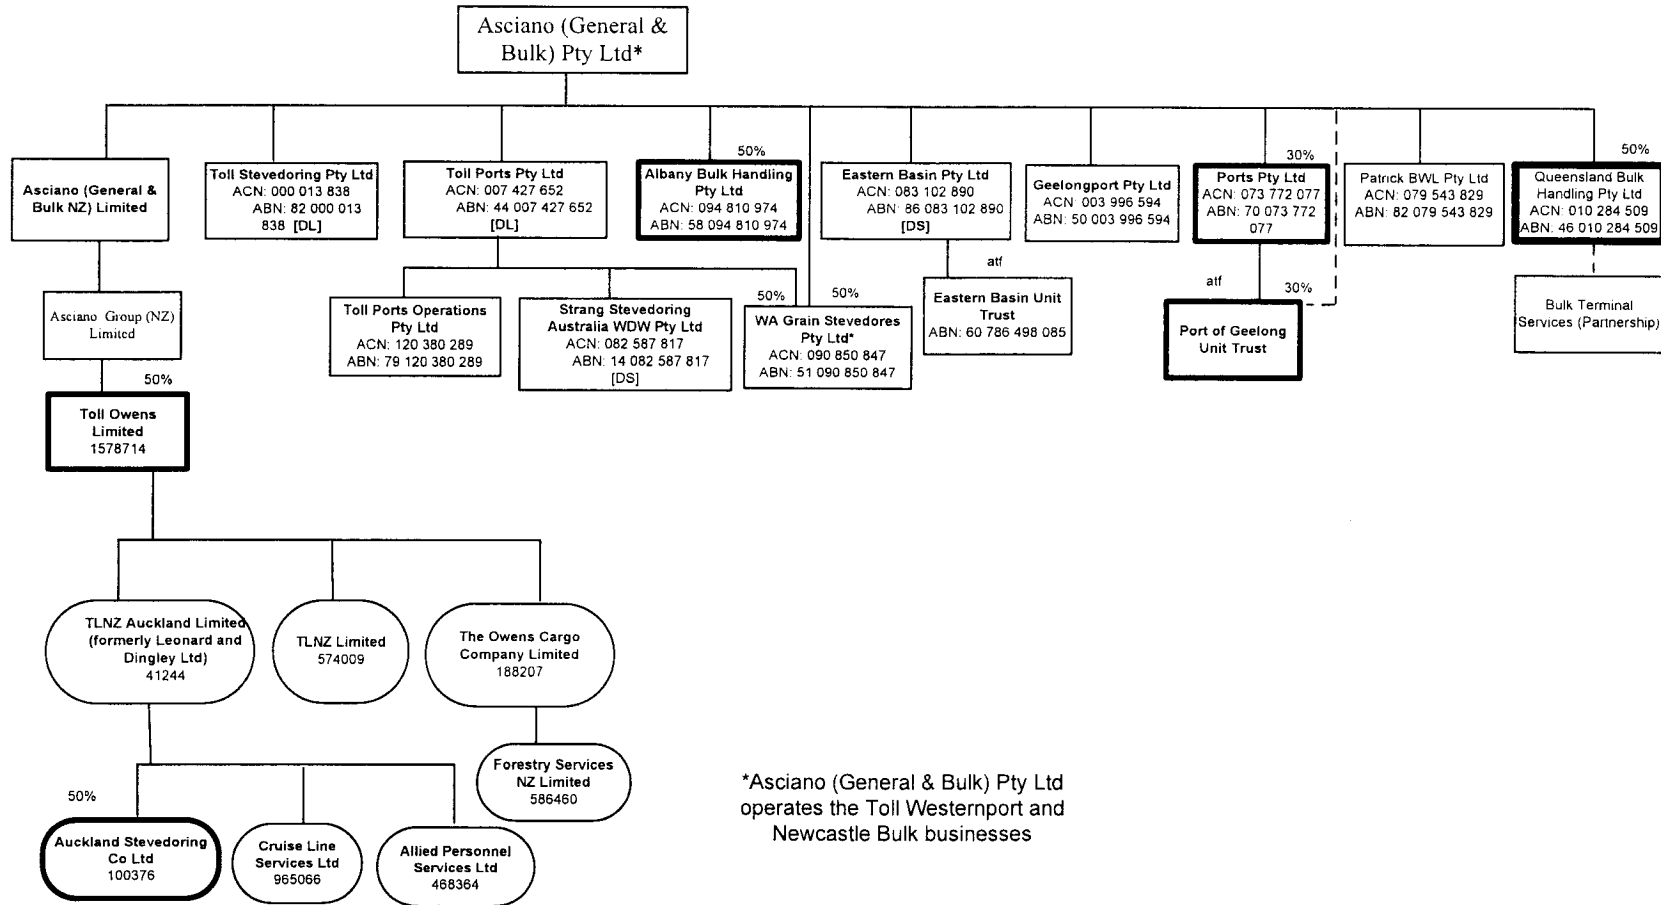 Asciano (General &
Bulk) Pty Ltd*
Asciano (General &
Bulk NZ) Limited
Toll Stevedoring Pty Ltd
ACN: 000 013 838
ABN: 82 000 013
838 [DL]
Toll Ports Pty Ltd
ACN: 007 427 652
ABN: 44 007 427 652
[DL]
50%
Albany Bulk Handling
Pty Ltd
ACN: 094 810 974
ABN: 58 094 810 974
Eastern Basin Pty Ltd
ACN: 083 102 890
ABN: 86 083 102 890
[DS]
Geelongport Pty Ltd
ACN: 003 996 594
ABN: 50 003 996 594
30%
Ports Pty Ltd
ACN: 073 772 077
ABN: 70 073 772
077
Patrick BWL Pty Ltd
ACN: 079 543 829
ABN: 82 079 543 829
50%
Queensland Bulk
Handling Pty Ltd
ACN: 010 284 509
ABN: 46 010 284 509
Asciano Group (NZ)
Limited
Toll Ports Operations
Pty Ltd
ACN: 120 380 289
ABN: 79 120 380 289
Strang Stevedoring
Australia WDW Pty Ltd
ACN: 082 587 817
ABN: 14 082 587 817
[DS]
50%
50%
WA Grain Stevedores
Pty Ltd*
ACN: 090 850 847
ABN: 51 090 850 847
atf
Eastern Basin Unit
Trust
ABN: 60 786 498 085
atf
30%
Port of Geelong
Unit Trust
Bulk Terminal
Services (Partnership)
50%
Toll Owens
Limited
1578714
TLNZ Auckland Limited
(formerly Leonard and
Dingley Ltd)
41244
TLNZ Limited
574009
The Owens Cargo
Company Limited
188207
Forestry Services
NZ Limited
586460
50%
Auckland Stevedoring
Co Ltd
100376
Cruise Line
Services Ltd
965066
Allied Personnel
Services Ltd
468364
*Asciano (General & Bulk) Pty Ltd
operates the Toll Westernport and
Newcastle Bulk businesses